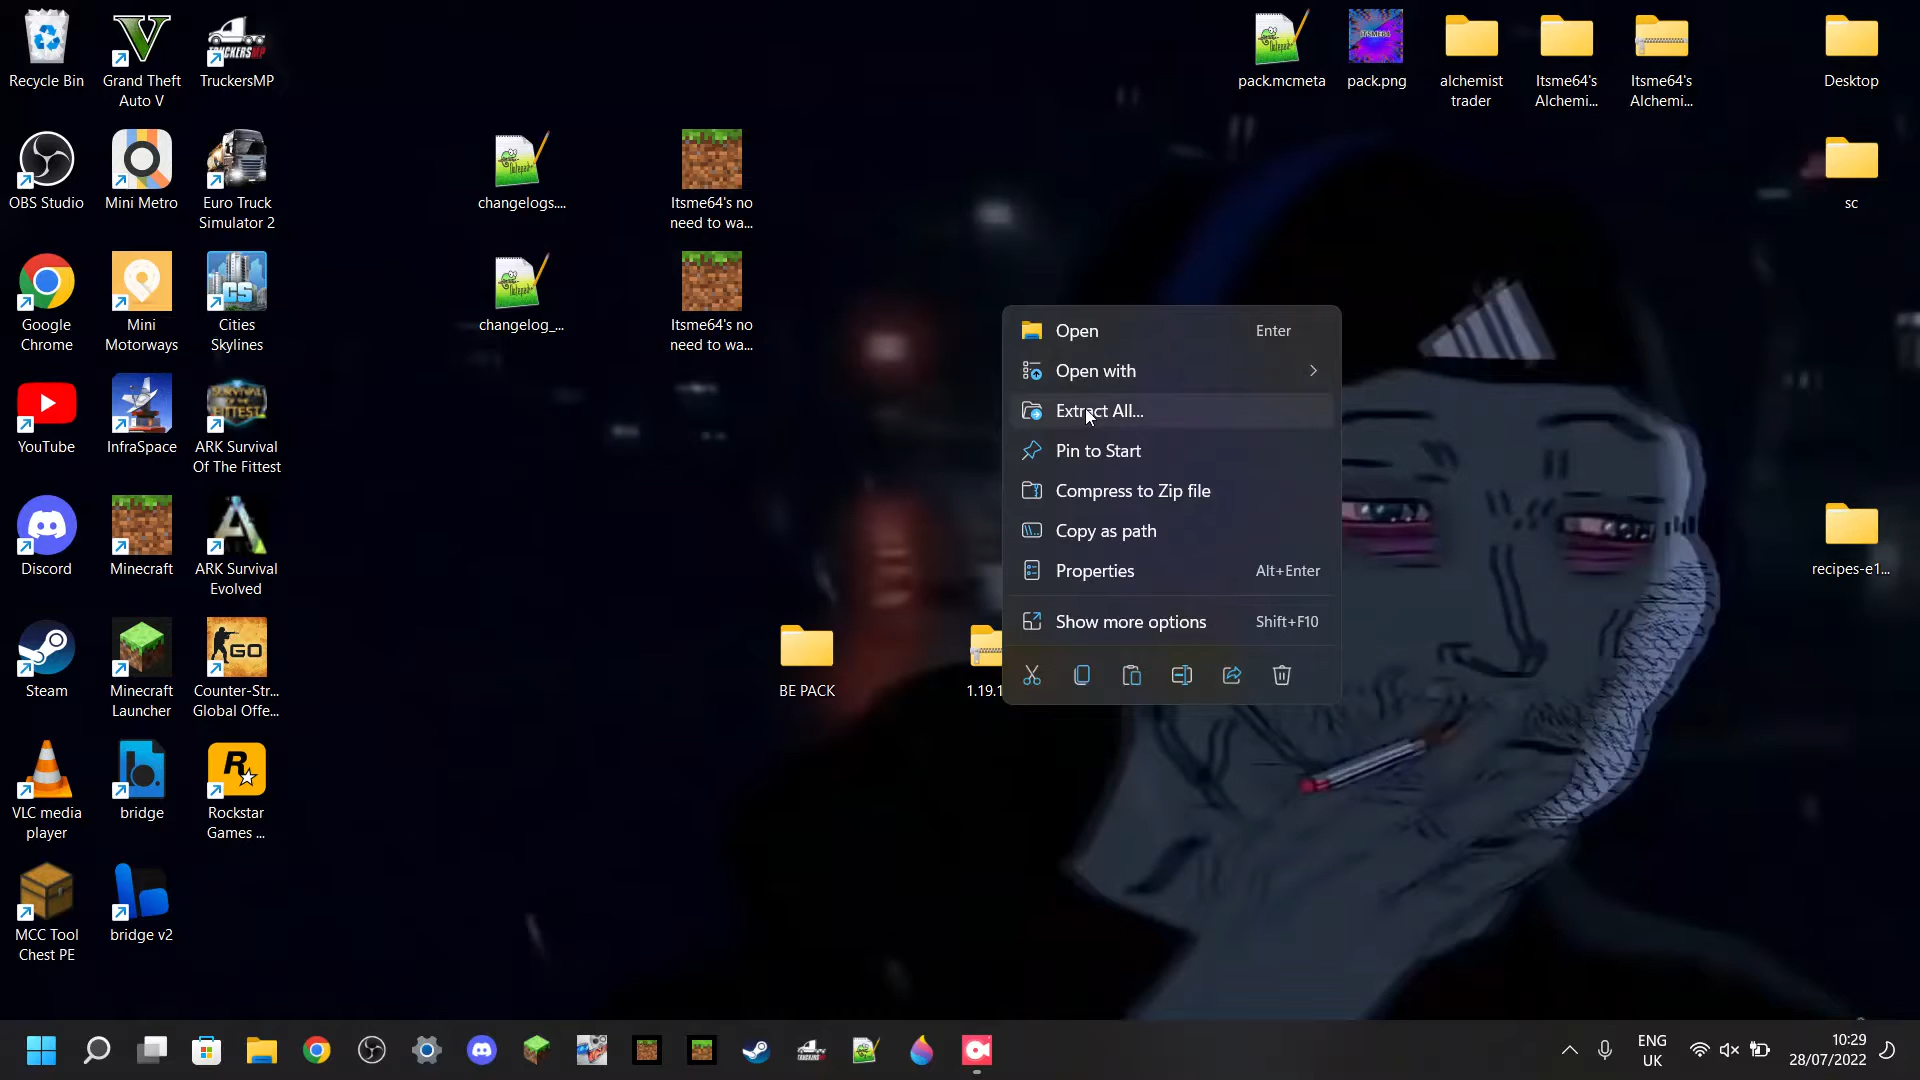 Recycle Bin
Grand Theft
Auto V
TRUCKERSMP
TruckersMP
pack.mcmeta
ITSME64
pack.png
alchemist
trader
Itsme64's
Alchemi...
Itsme64's
Alchemi...
Desktop
OBS Studio
Mini Metro
Euro Truck
Simulator 2
changelogs....
Itsme64's no
need to wa...
sc
Google
Chrome
Mini
Motorways
CS
Cities
Skylines
changelog_...
Itsme64's no
need to wa...
Open Enter
Open with
Extract All...
Pin to Start
Compress to Zip file
Copy as path
Properties Alt+Enter
Show more options Shift+F10
YouTube
InfraSpace
ARK Survival
Of The Fittest
Discord
Minecraft
ARK Survival
Evolved
recipes-e1...
Steam
Minecraft
Launcher
GO
Counter-Str...
Global Offe...
BE PACK
1.19.1
VLC media
player
bridge
R
Rockstar
Games ...
MCC Tool
Chest PE
bridge v2
ENG
UK
10:29
28/07/2022